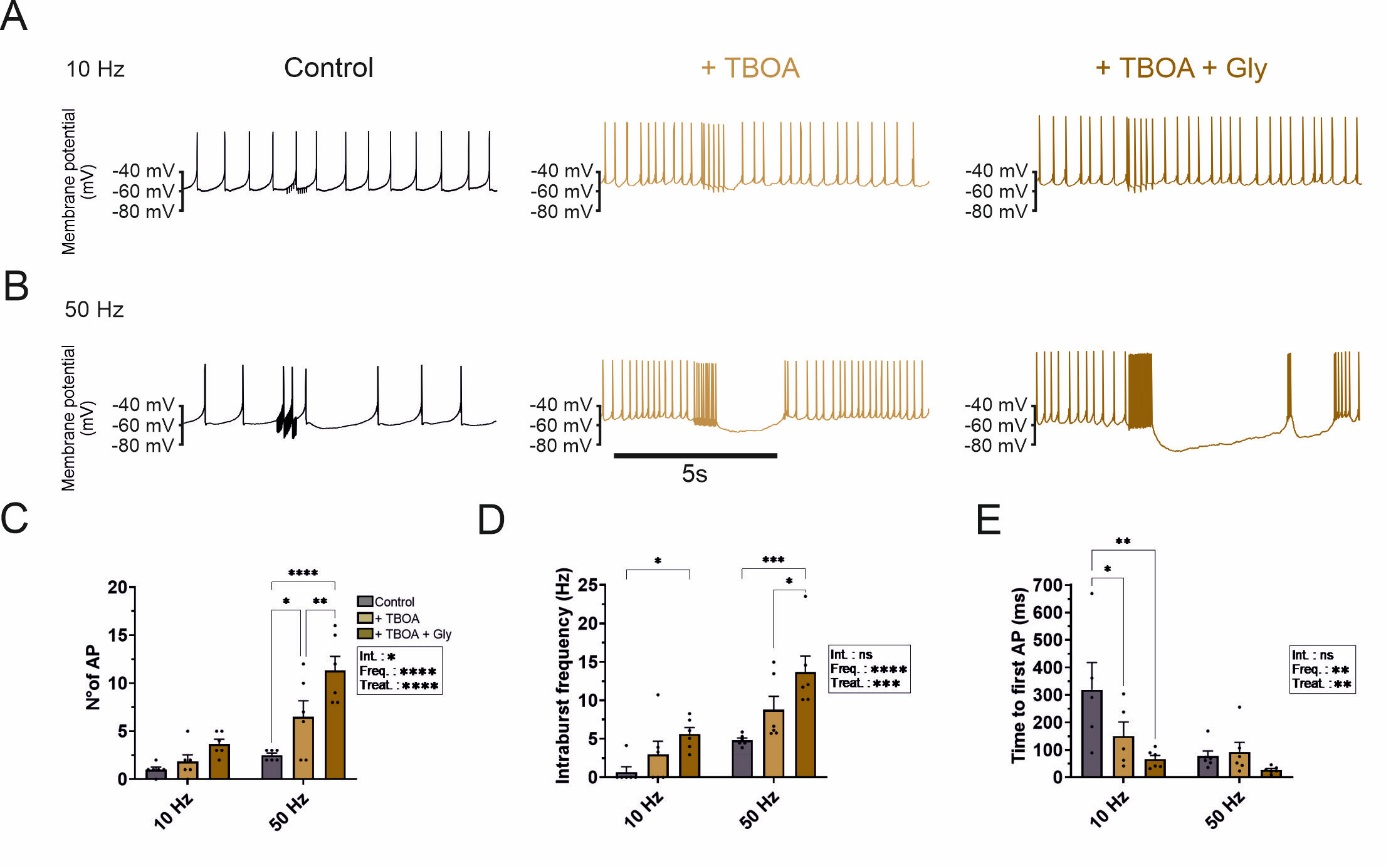 A
10 Hz
Control
+ TBOA
+ TBOA + Gly
Membrane potential
(mV)
-40 mV
-60 mV
-80 mV
-40 mV
-60 mV
-80 mV
-40 mV
-60 mV
-80 mV
B
50 Hz
Membrane potential
(mV)
-40 mV
-60 mV
-80 mV
-40 mV
-60 mV
-80 mV
-40 mV
-60 mV
-80 mV
5s
C
N°of AP
20
15
10
5
0
****
*
**
Control
+ TBOA
+ TBOA + Gly
Int. : *
Freq. : ****
Treat. : ****
10 Hz
50 Hz
D
Intraburst frequency (Hz)
25
20
15
10
5
0
*
***
*
Int. : ns
Freq. : ****
Treat. : ***
10 Hz
50 Hz
E
Time to first AP (ms)
700
600
500
400
300
200
100
0
**
*
Int. : ns
Freq. : **
Treat. : **
10 Hz
50 Hz